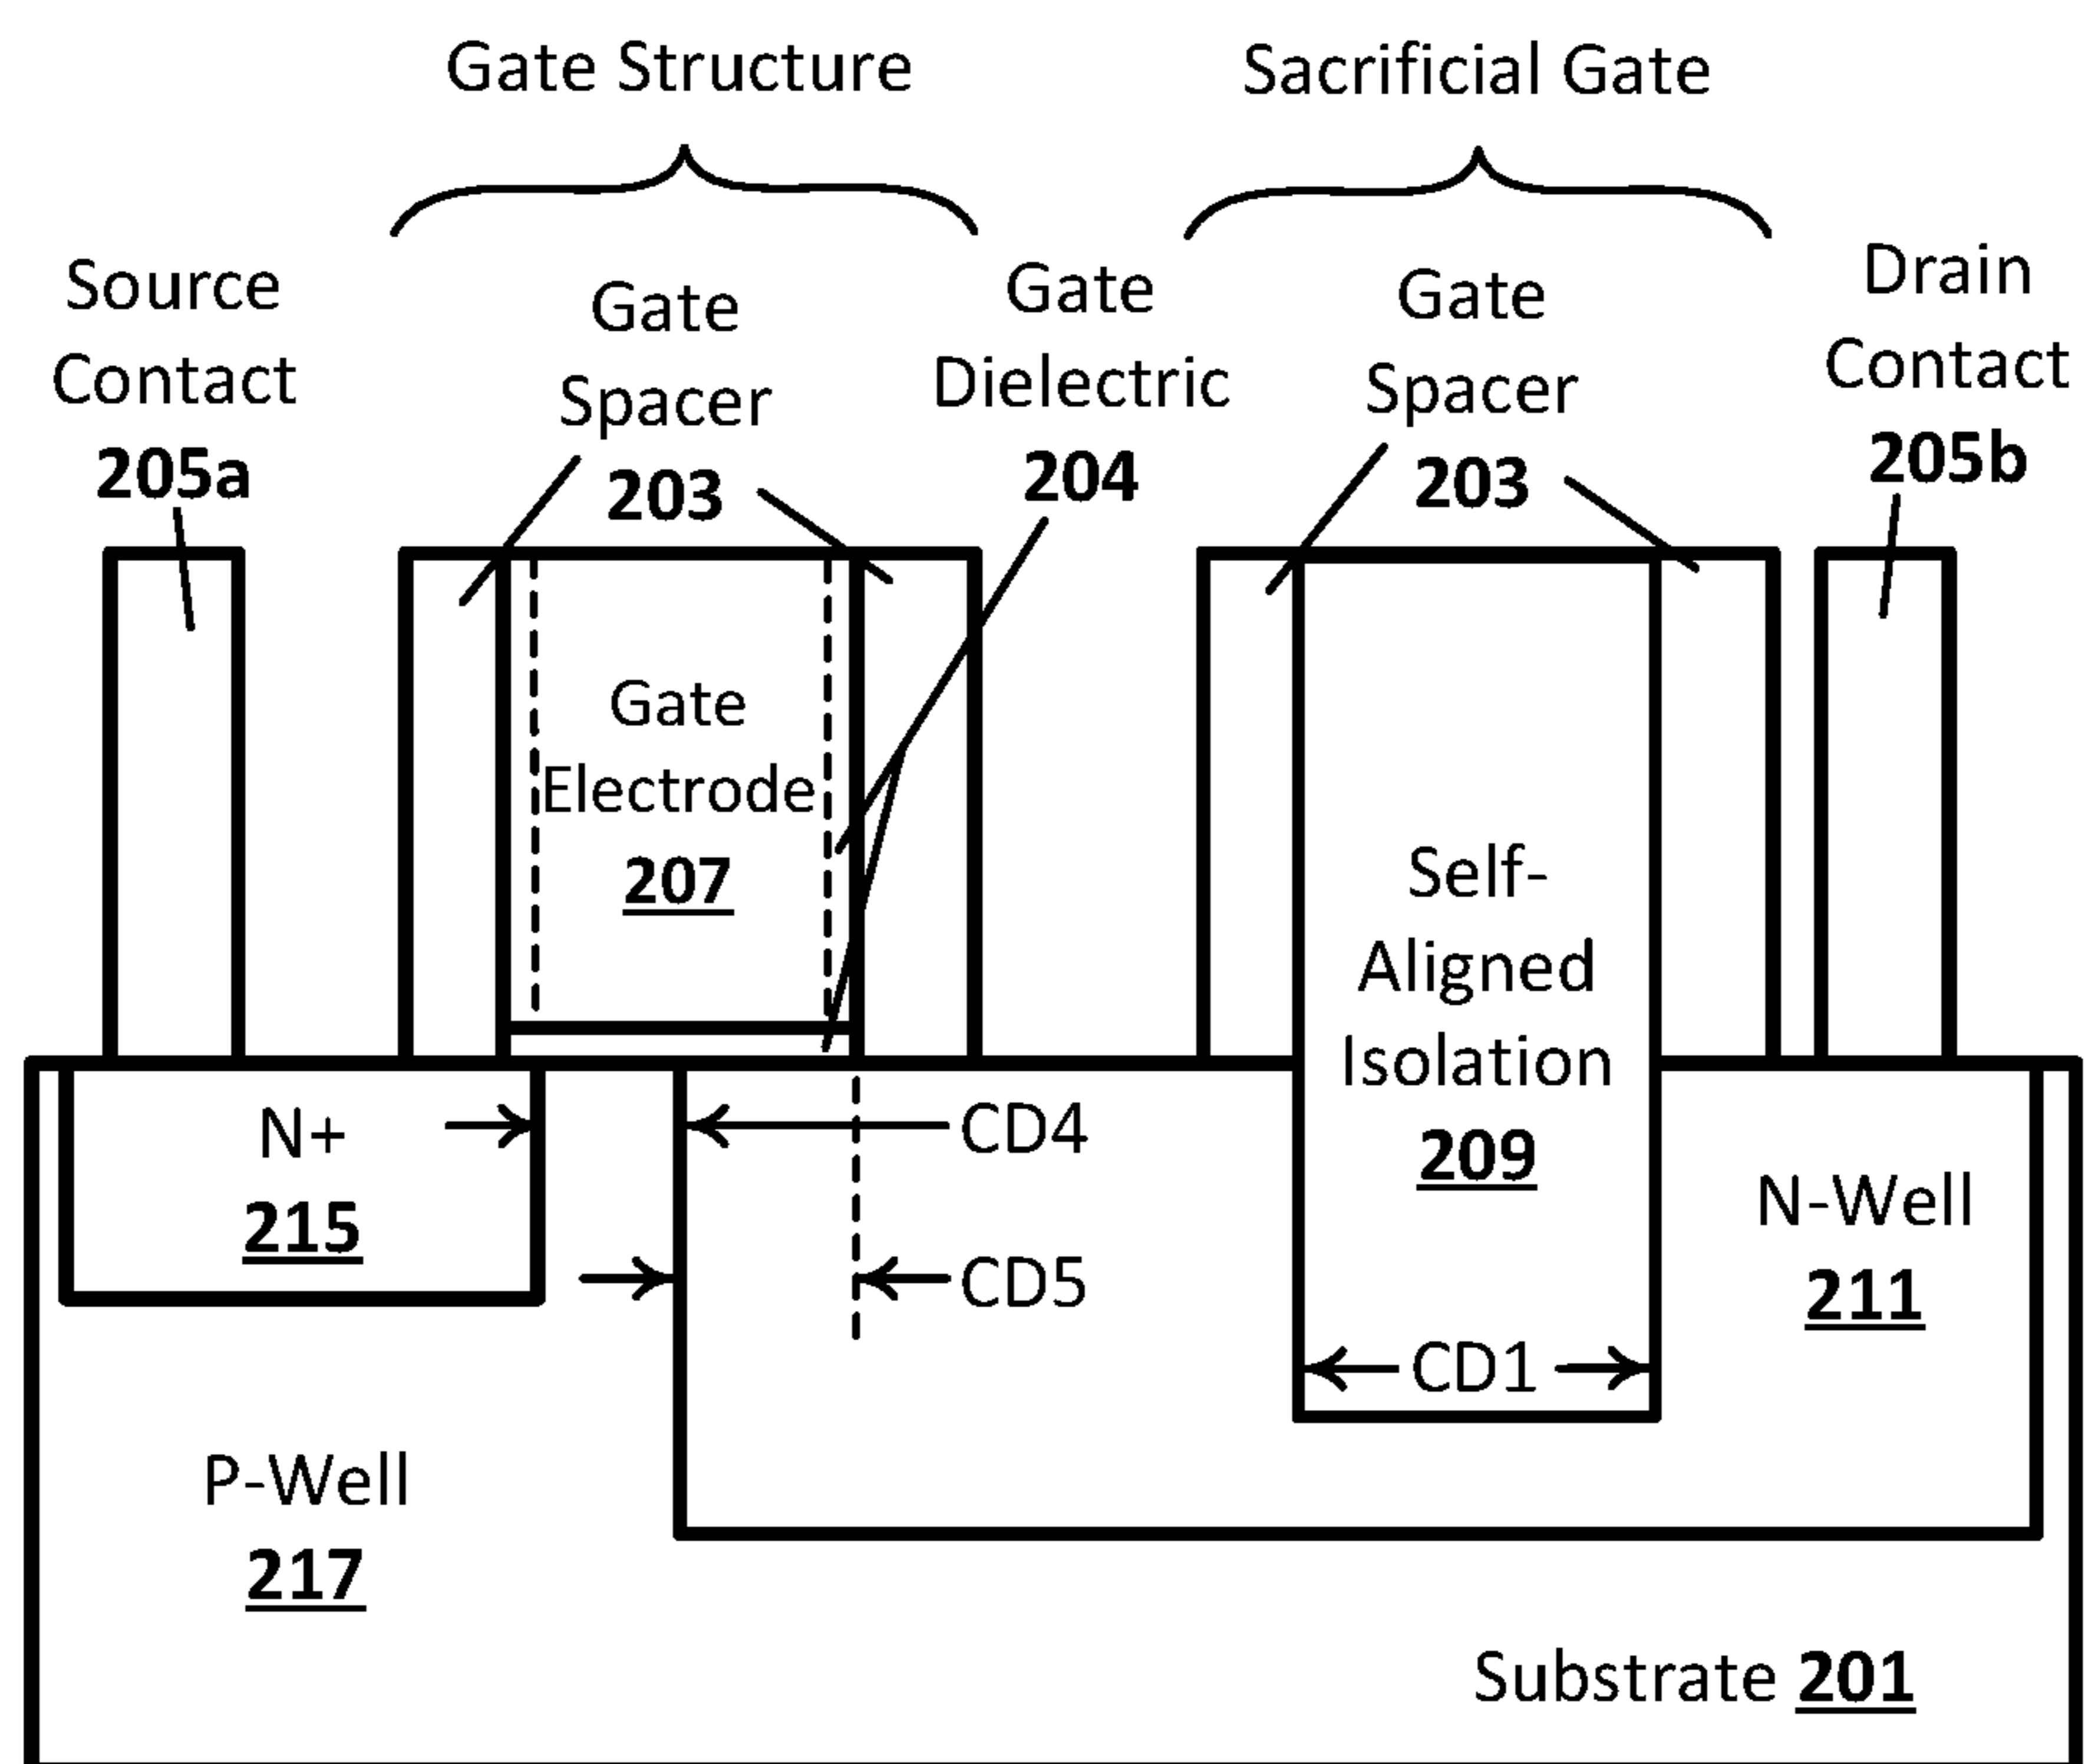 Gate Structure
Sacrificial Gate
Source
Contact
205a
Gate
Spacer
203
Gate
Dielectric
204
Gate
Spacer
203
Drain
Contact
205b
Gate
Electrode
207
Self-
Aligned
Isolation
209
N+
215
CD4
CD5
CD1
N-Well
211
P-Well
217
Substrate 201